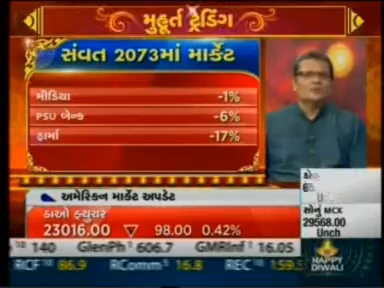 મુહૂર્ત ટ્રેડિંગ
સંવત 2073માં માર્કેટ
મીડિયા -1%
PSU બેન્ક -6%
ફાર્મા -17%
અમેરિકન માર્કેટ અપડેટ
ડાઓ ફ્યુચર
23016.00 ▼ 98.00 0.42%
સોનું MCX
29568.00
Unch
140 GlenPh 606.7 GMRInf 16.05
RCF 86.9 RComm 16.8 REC 159.5
HAPPY
DIWALI